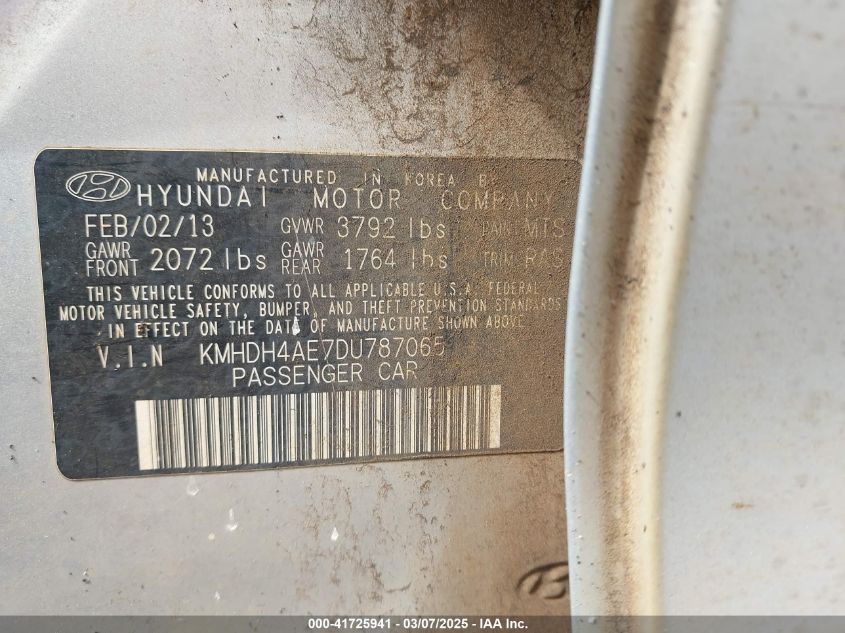 MANUFACTURED IN KOREA B
HYUNDAI MOTOR COMPANY
FEB/02/13 GVWR 3792 lbs PAINT MTS
GAWR FRONT 2072 lbs GAWR REAR 1764 lbs TRIM RAS
THIS VEHICLE CONFORMS TO ALL APPLICABLE U.S.A. FEDERAL
MOTOR VEHICLE SAFETY, BUMPER, AND THEFT PREVENTION STANDARDS
IN EFFECT ON THE DATE OF MANUFACTURE SHOWN ABOVE
V.I.N KMHDH4AE7DU787065
PASSENGER CAR
000-41725941 - 03/07/2025 - IAA Inc.